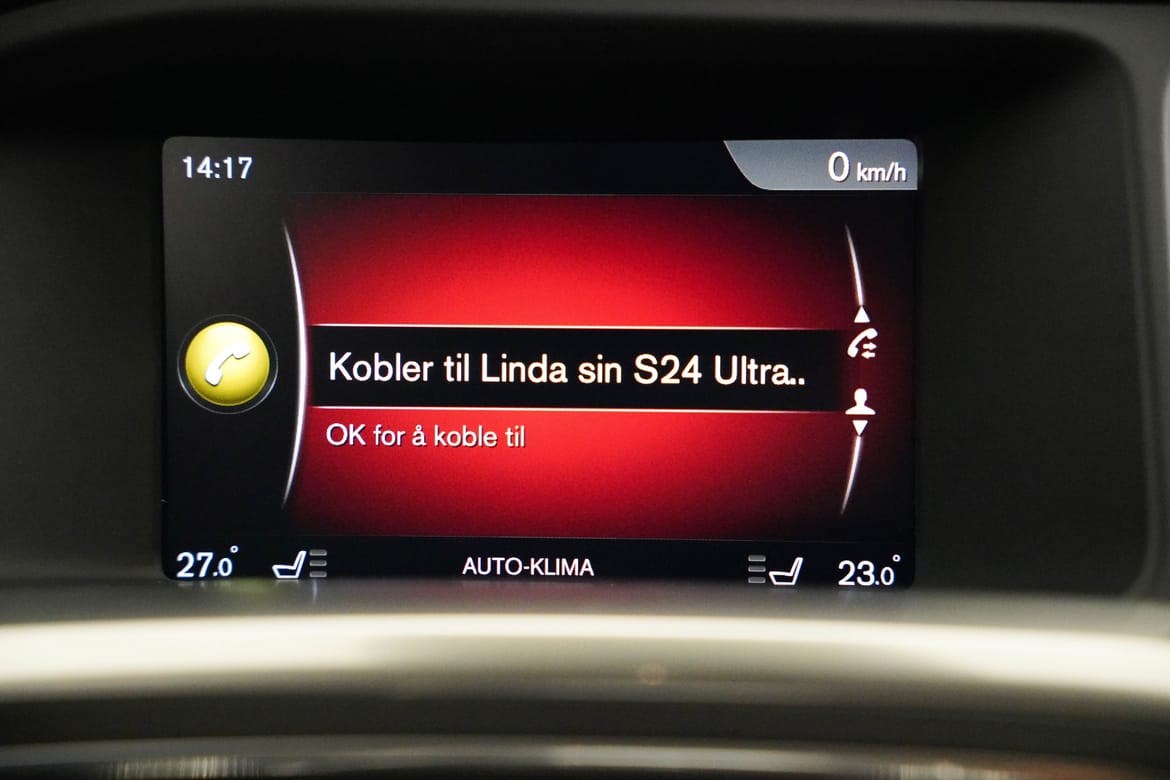 14:17
0 km/h
Kobler til Linda sin S24 Ultra..
OK for å koble til
27.0°
AUTO-KLIMA
23.0°